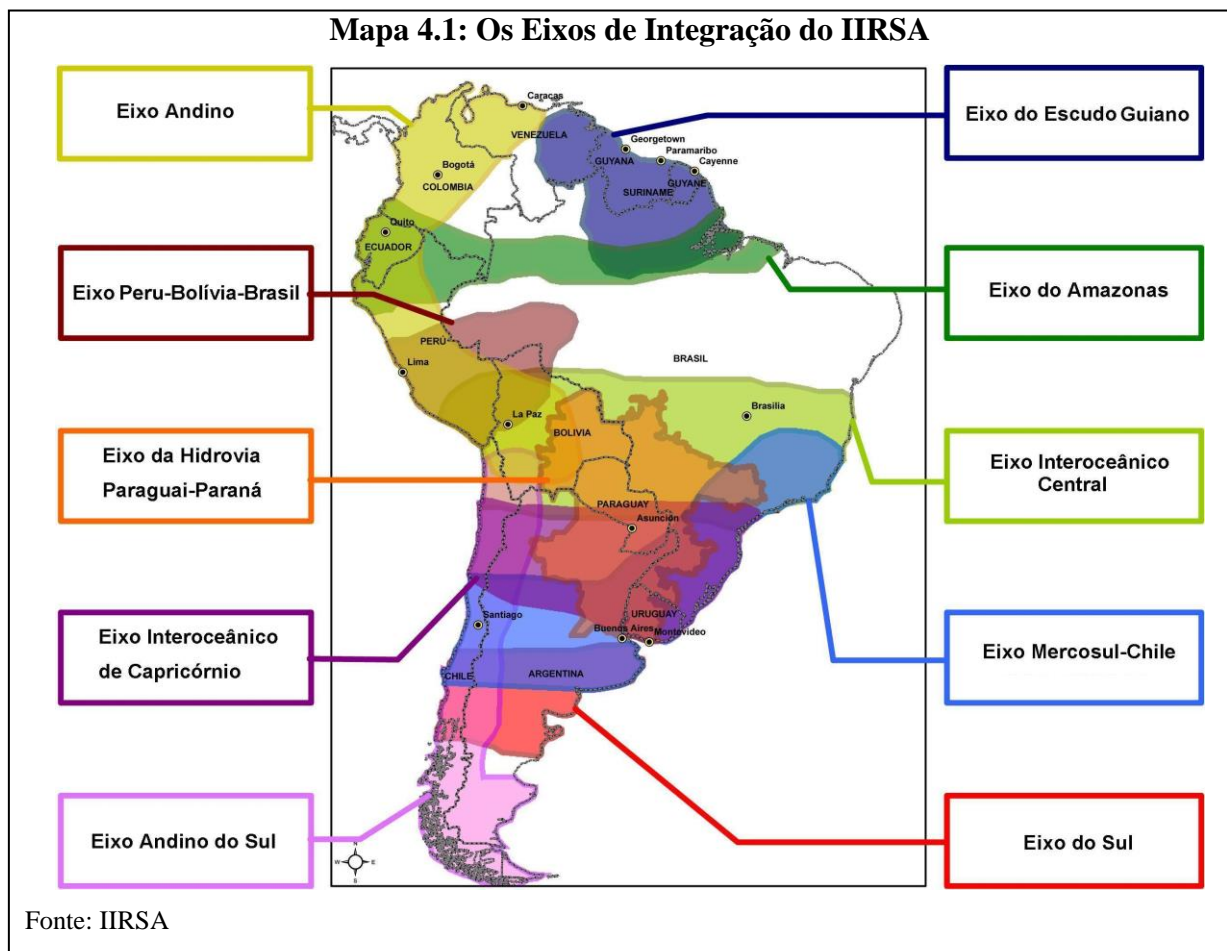 Mapa 4.1: Os Eixos de Integração do IIRSA
Eixo Andino
Eixo Peru-Bolívia-Brasil
Eixo da Hidrovia
Paraguai-Paraná
Eixo Interoceânico
de Capricórnio
Eixo Andino do Sul
Caracas
VENEZUELA
Georgetown
Paramaribo
GUYANA
Cayenne
Bogotá
COLOMBIA
GUYANE
SURINAME
Quito
ECUADOR
PERÚ
Lima
BRASIL
Brasilia
La Paz
BOLIVIA
PARAGUAY
Asunción
URUGUAY
Santiago
Buenos Aires
Montevideo
CHILE
ARGENTINA
N
W E
S
Eixo do Escudo Guiano
Eixo do Amazonas
Eixo Interoceânico
Central
Eixo Mercosul-Chile
Eixo do Sul
Fonte: IIRSA